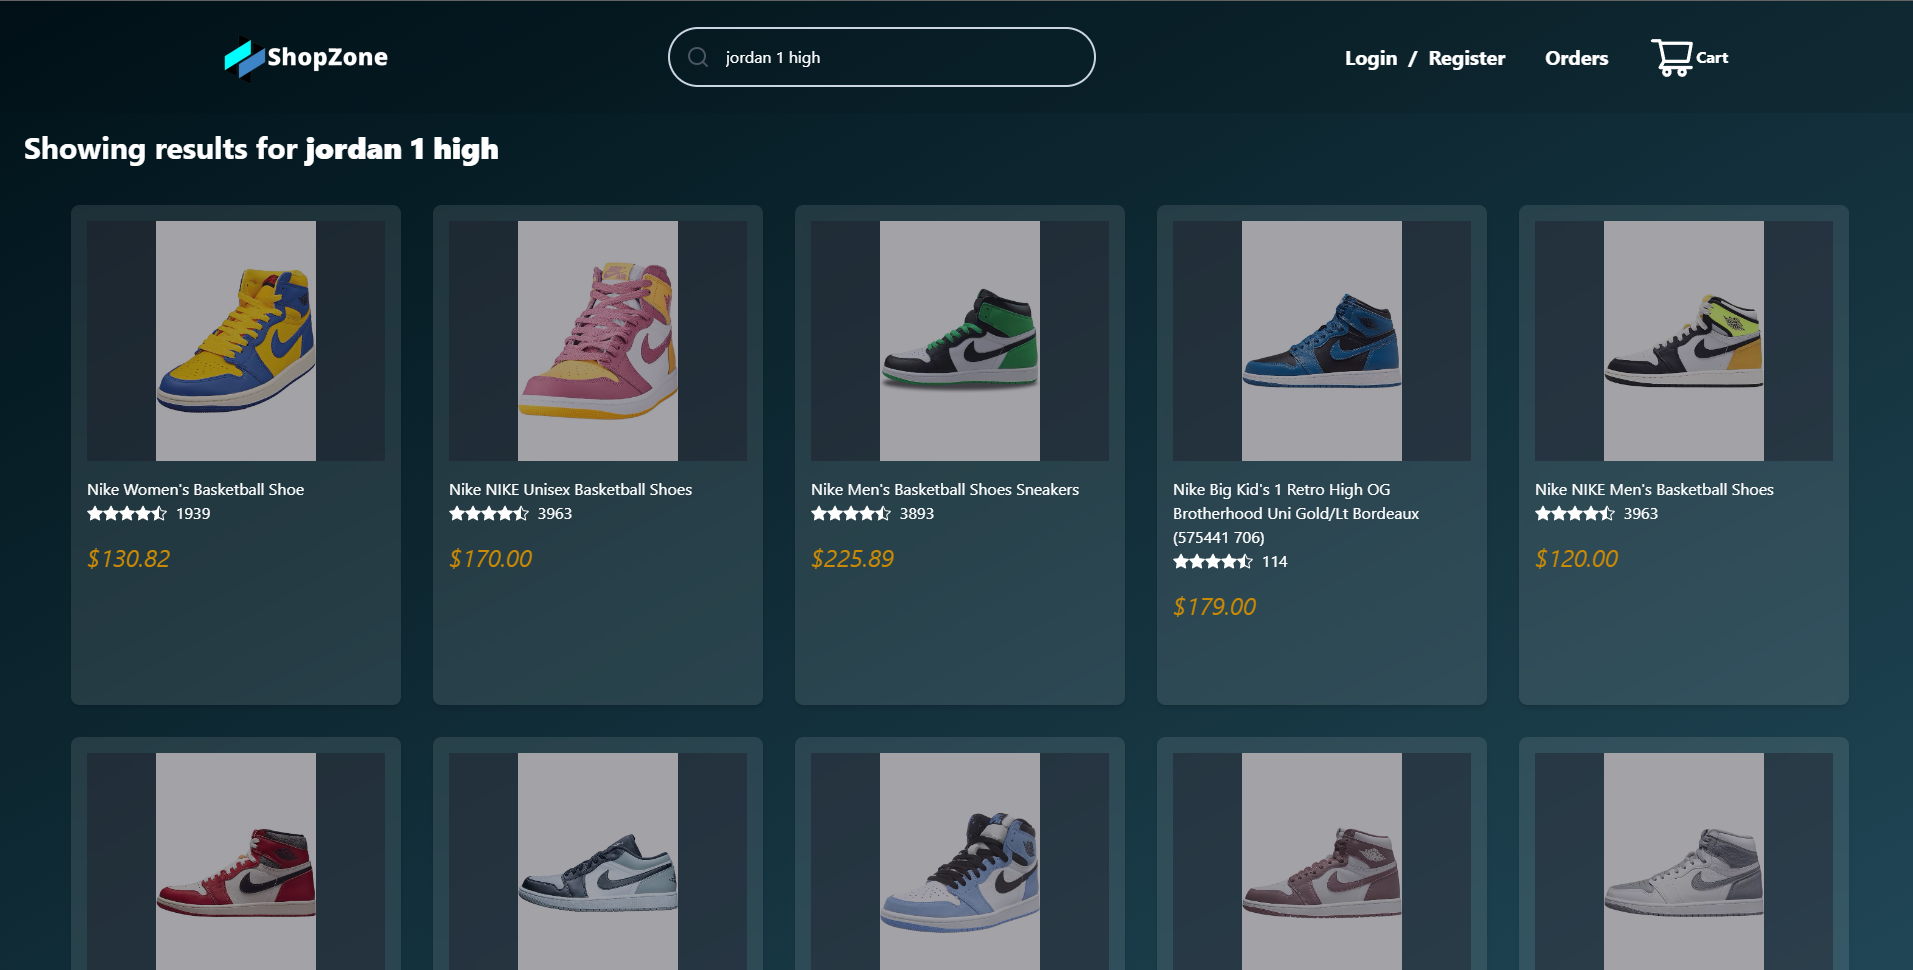 ShopZone
jordan 1 high
Login / Register
Orders
Cart
Showing results for jordan 1 high
Nike Women's Basketball Shoe
1939
$130.82
Nike NIKE Unisex Basketball Shoes
3963
$170.00
Nike Men's Basketball Shoes Sneakers
3893
$225.89
Nike Big Kid's 1 Retro High OG
Brotherhood Uni Gold/Lt Bordeaux
(575441 706)
114
$179.00
Nike NIKE Men's Basketball Shoes
3963
$120.00